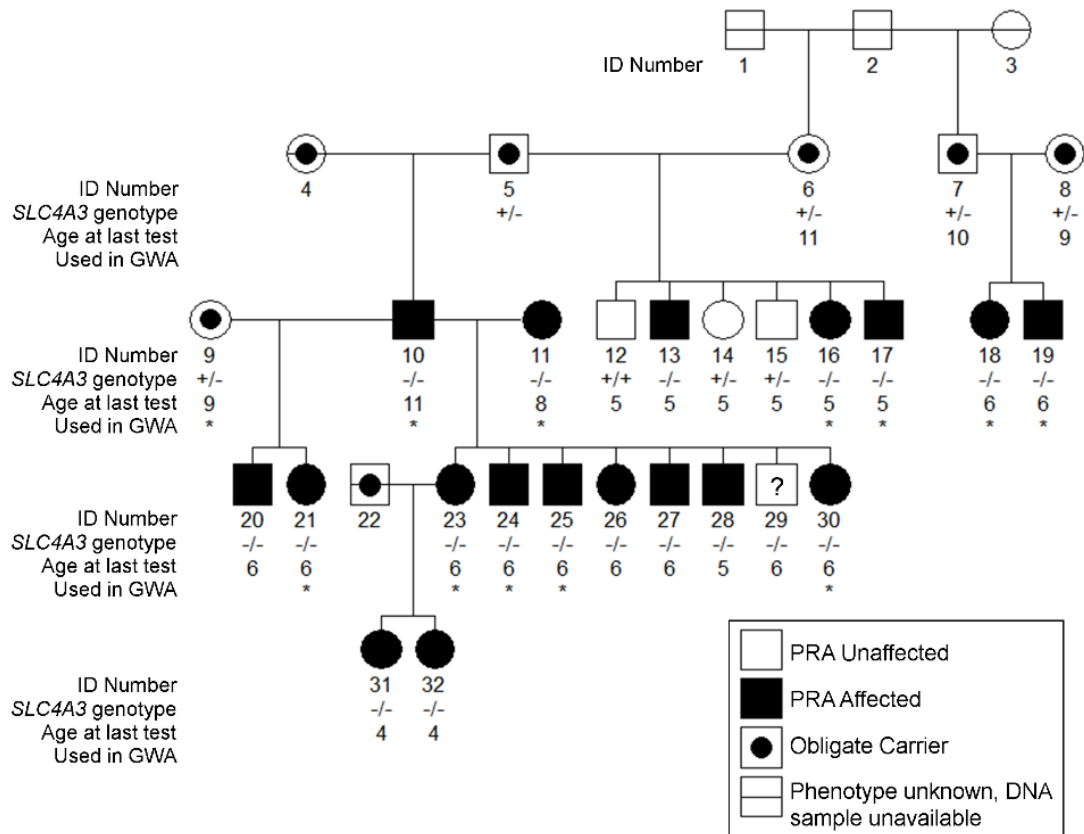 ID Number 1 2 3
4 5 6 7 8
ID Number
SLC4A3 genotype +/- +/- +/- +/-
Age at last test 11 10 9
Used in GWA
9 10 11 12 13 14 15 16 17 18 19
ID Number
SLC4A3 genotype +/- -/- -/- +/+ -/- +/- +/- -/- -/- -/- -/-
Age at last test 9 11 8 5 5 5 5 5 5 6 6
Used in GWA * * * * * * *
?
ID Number 20 21 22 23 24 25 26 27 28 29 30
SLC4A3 genotype -/- -/- -/- -/- -/- -/- -/- -/- -/- -/-
Age at last test 6 6 6 6 6 6 6 5 6 6
Used in GWA * * * * *
ID Number 31 32
SLC4A3 genotype -/- -/-
Age at last test 4 4
Used in GWA
PRA Unaffected
PRA Affected
Obligate Carrier
Phenotype unknown, DNA
sample unavailable